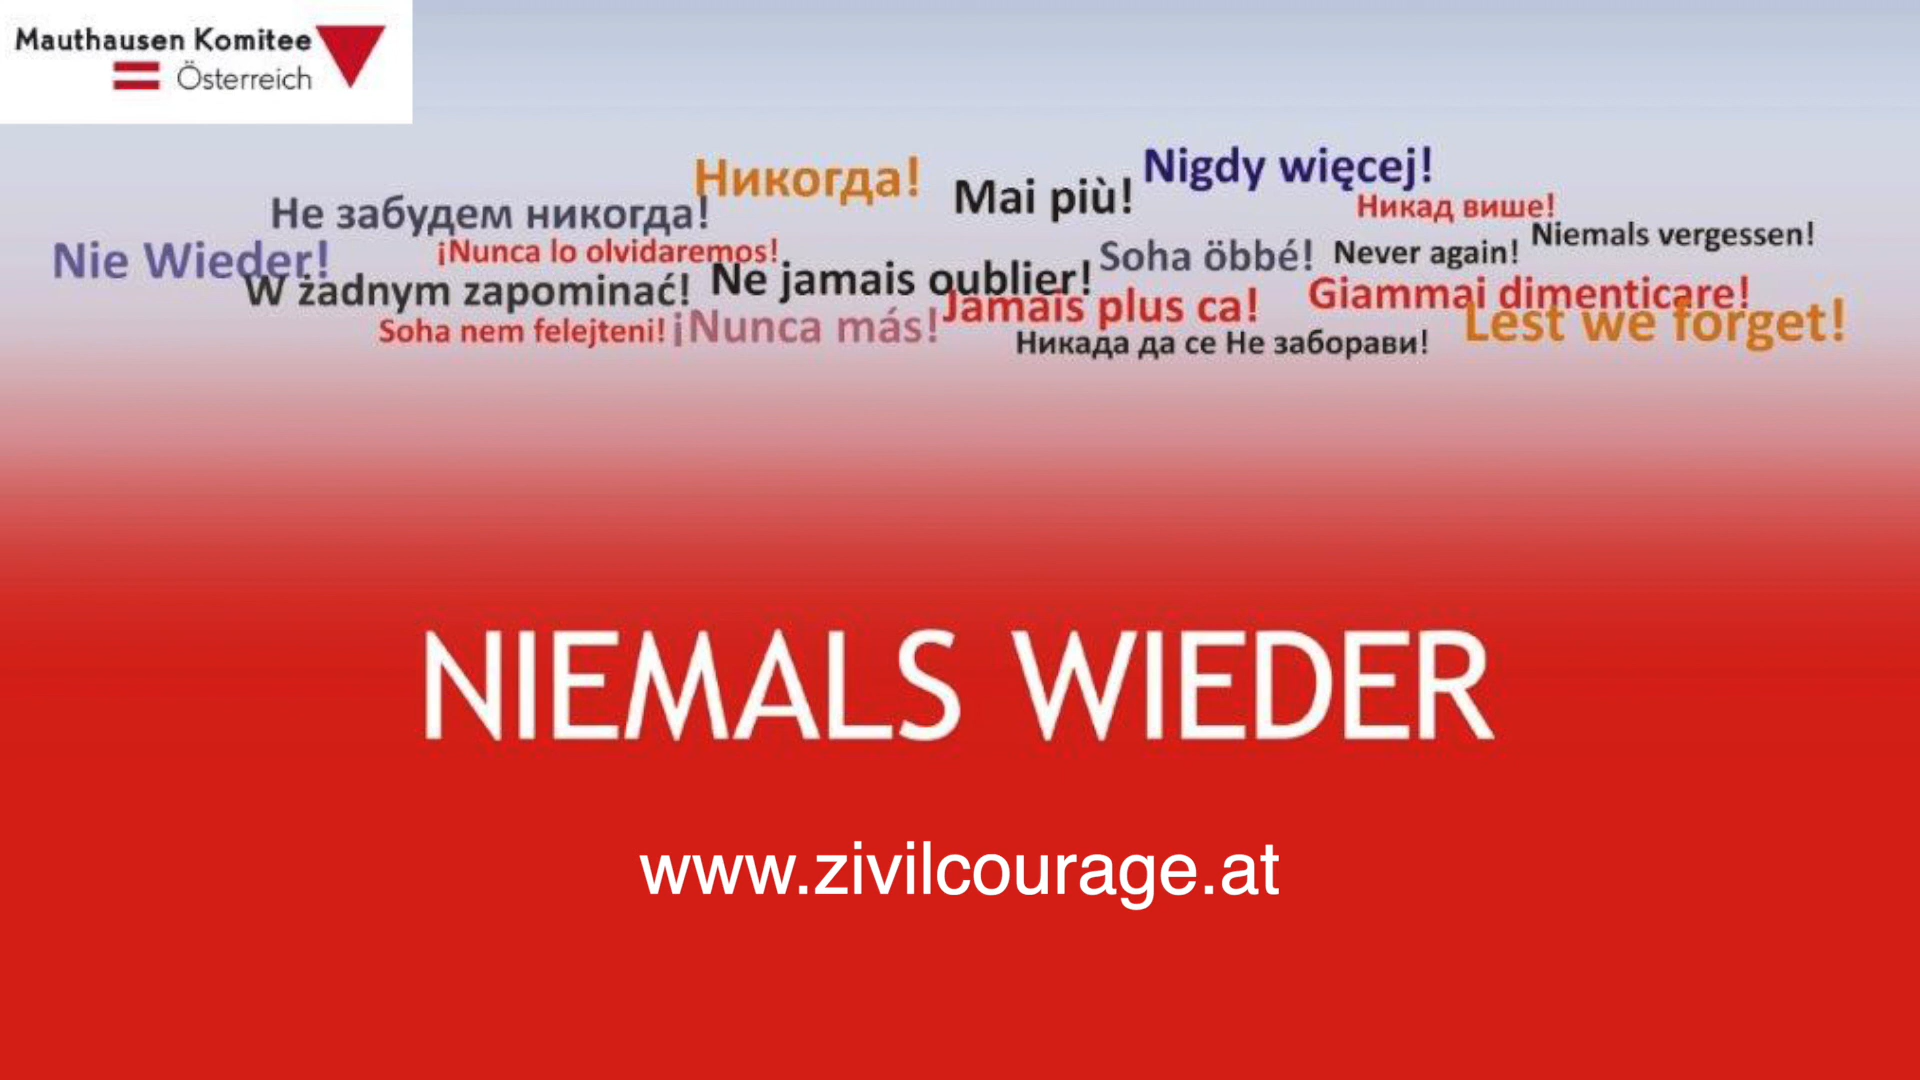 Mauthausen Komitee
Österreich
Никогда!
Mai più!
Nigdy więcej!
Не забудем никогда!
Никад више!
Nie Wieder!
¡Nunca lo olvidaremos!
Soha öbbé!
Never again!
Niemals vergessen!
W żadnym zapominać!
Ne jamais oublier!
Jamais plus ca!
Giammai dimenticare!
Soha nem felejteni!
¡Nunca más!
Никада да се Не заборави!
Lest we forget!
NIEMALS WIEDER
www.zivilcourage.at